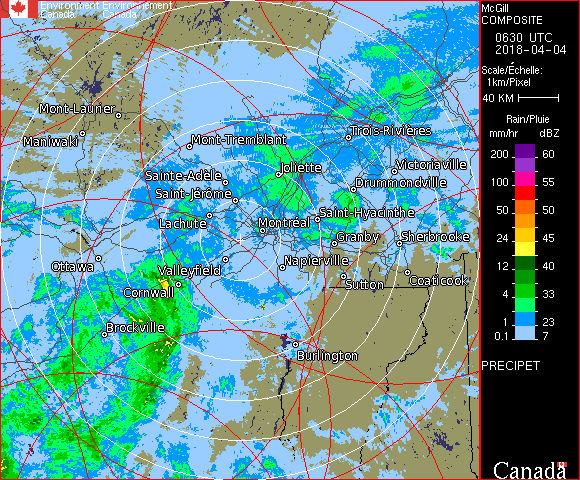 Environment Environnement
Canada Canada
McGill
COMPOSITE
0630 UTC
2018-04-04
Scale/Échelle:
1km/Pixel
40 KM
Rain/Pluie
mm/hr dBZ
200 60
100 55
50 50
24 45
12 40
4 33
1 23
0.1 7
PRECIPET
Canada
Mont-Laurier
Maniwaki
Mont-Tremblant
Trois-Rivières
Joliette
Victoriaville
Sainte-Adèle
Drummondville
Saint-Jérôme
Saint-Hyacinthe
Lachute
Montréal
Granby
Sherbrooke
Ottawa
Valleyfield
Napierville
Sutton
Coaticook
Cornwall
Brockville
Burlington